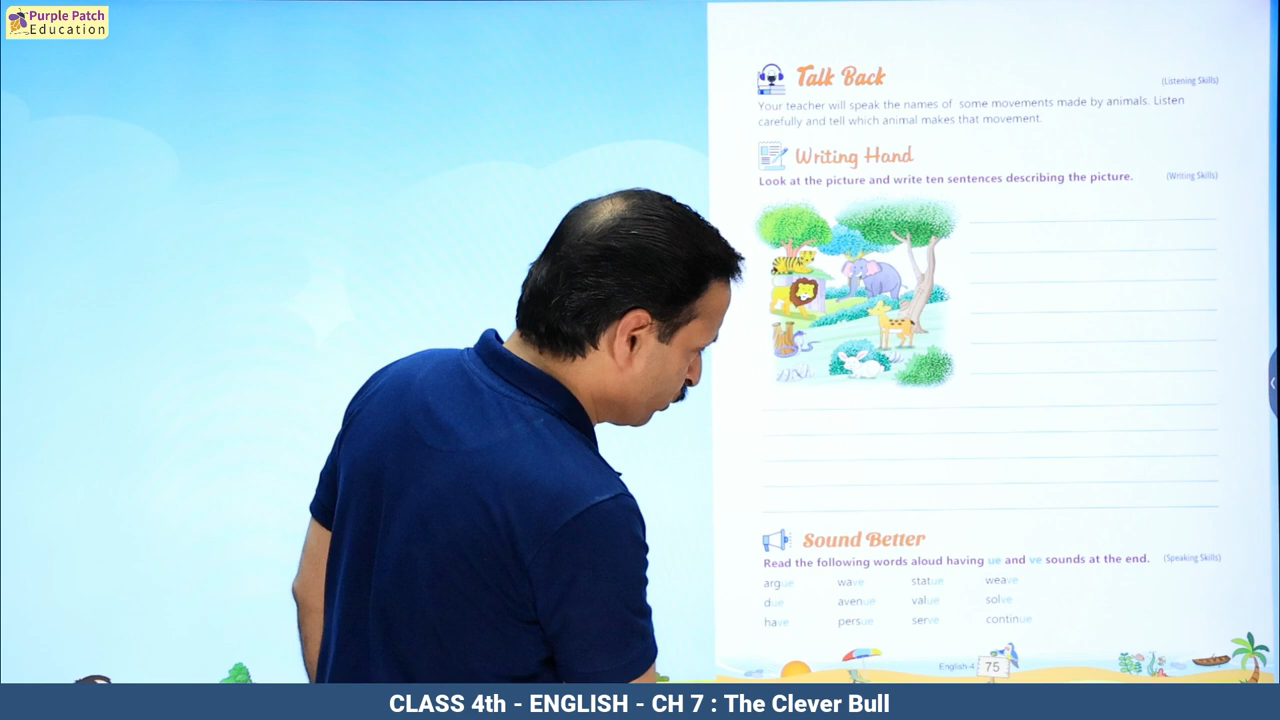 Purple Patch
Education
Talk Back
(Listening Skills)
Your teacher will speak the names of some movements made by animals. Listen
carefully and tell which animal makes that movement.
Writing Hand
Look at the picture and write ten sentences describing the picture. (Writing Skills)
Sound Better
Read the following words aloud having ue and ve sounds at the end. (Speaking Skills)
argue wave statue weave
due avenue value solve
have persue serve continue
English-4 75
CLASS 4th - ENGLISH - CH 7 : The Clever Bull